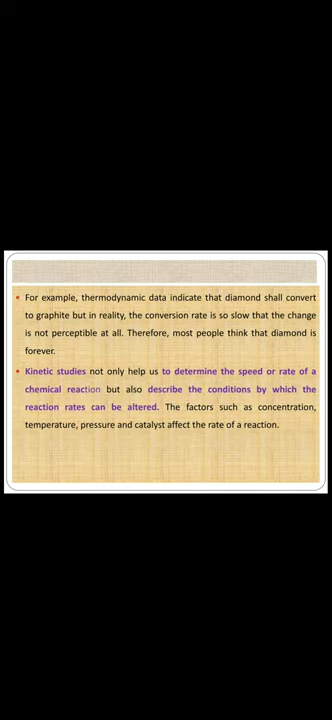 • For example, thermodynamic data indicate that diamond shall convert
to graphite but in reality, the conversion rate is so slow that the change
is not perceptible at all. Therefore, most people think that diamond is
forever.
• Kinetic studies not only help us to determine the speed or rate of a
chemical reaction but also describe the conditions by which the
reaction rates can be altered. The factors such as concentration,
temperature, pressure and catalyst affect the rate of a reaction.